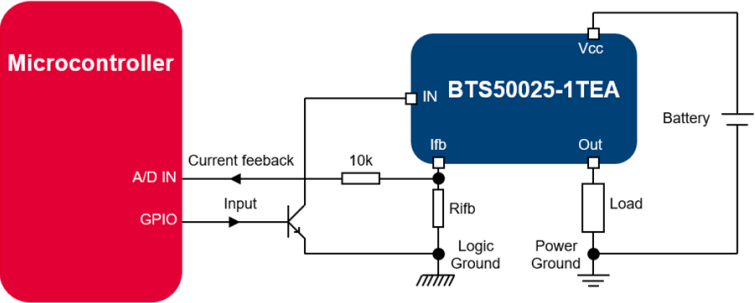 Microcontroller
Vcc
BTS50025-1TEA
IN
Battery
Ifb
Out
Current feeback
10k
A/D IN
Input
Rifb
Load
GPIO
Logic
Ground
Power
Ground